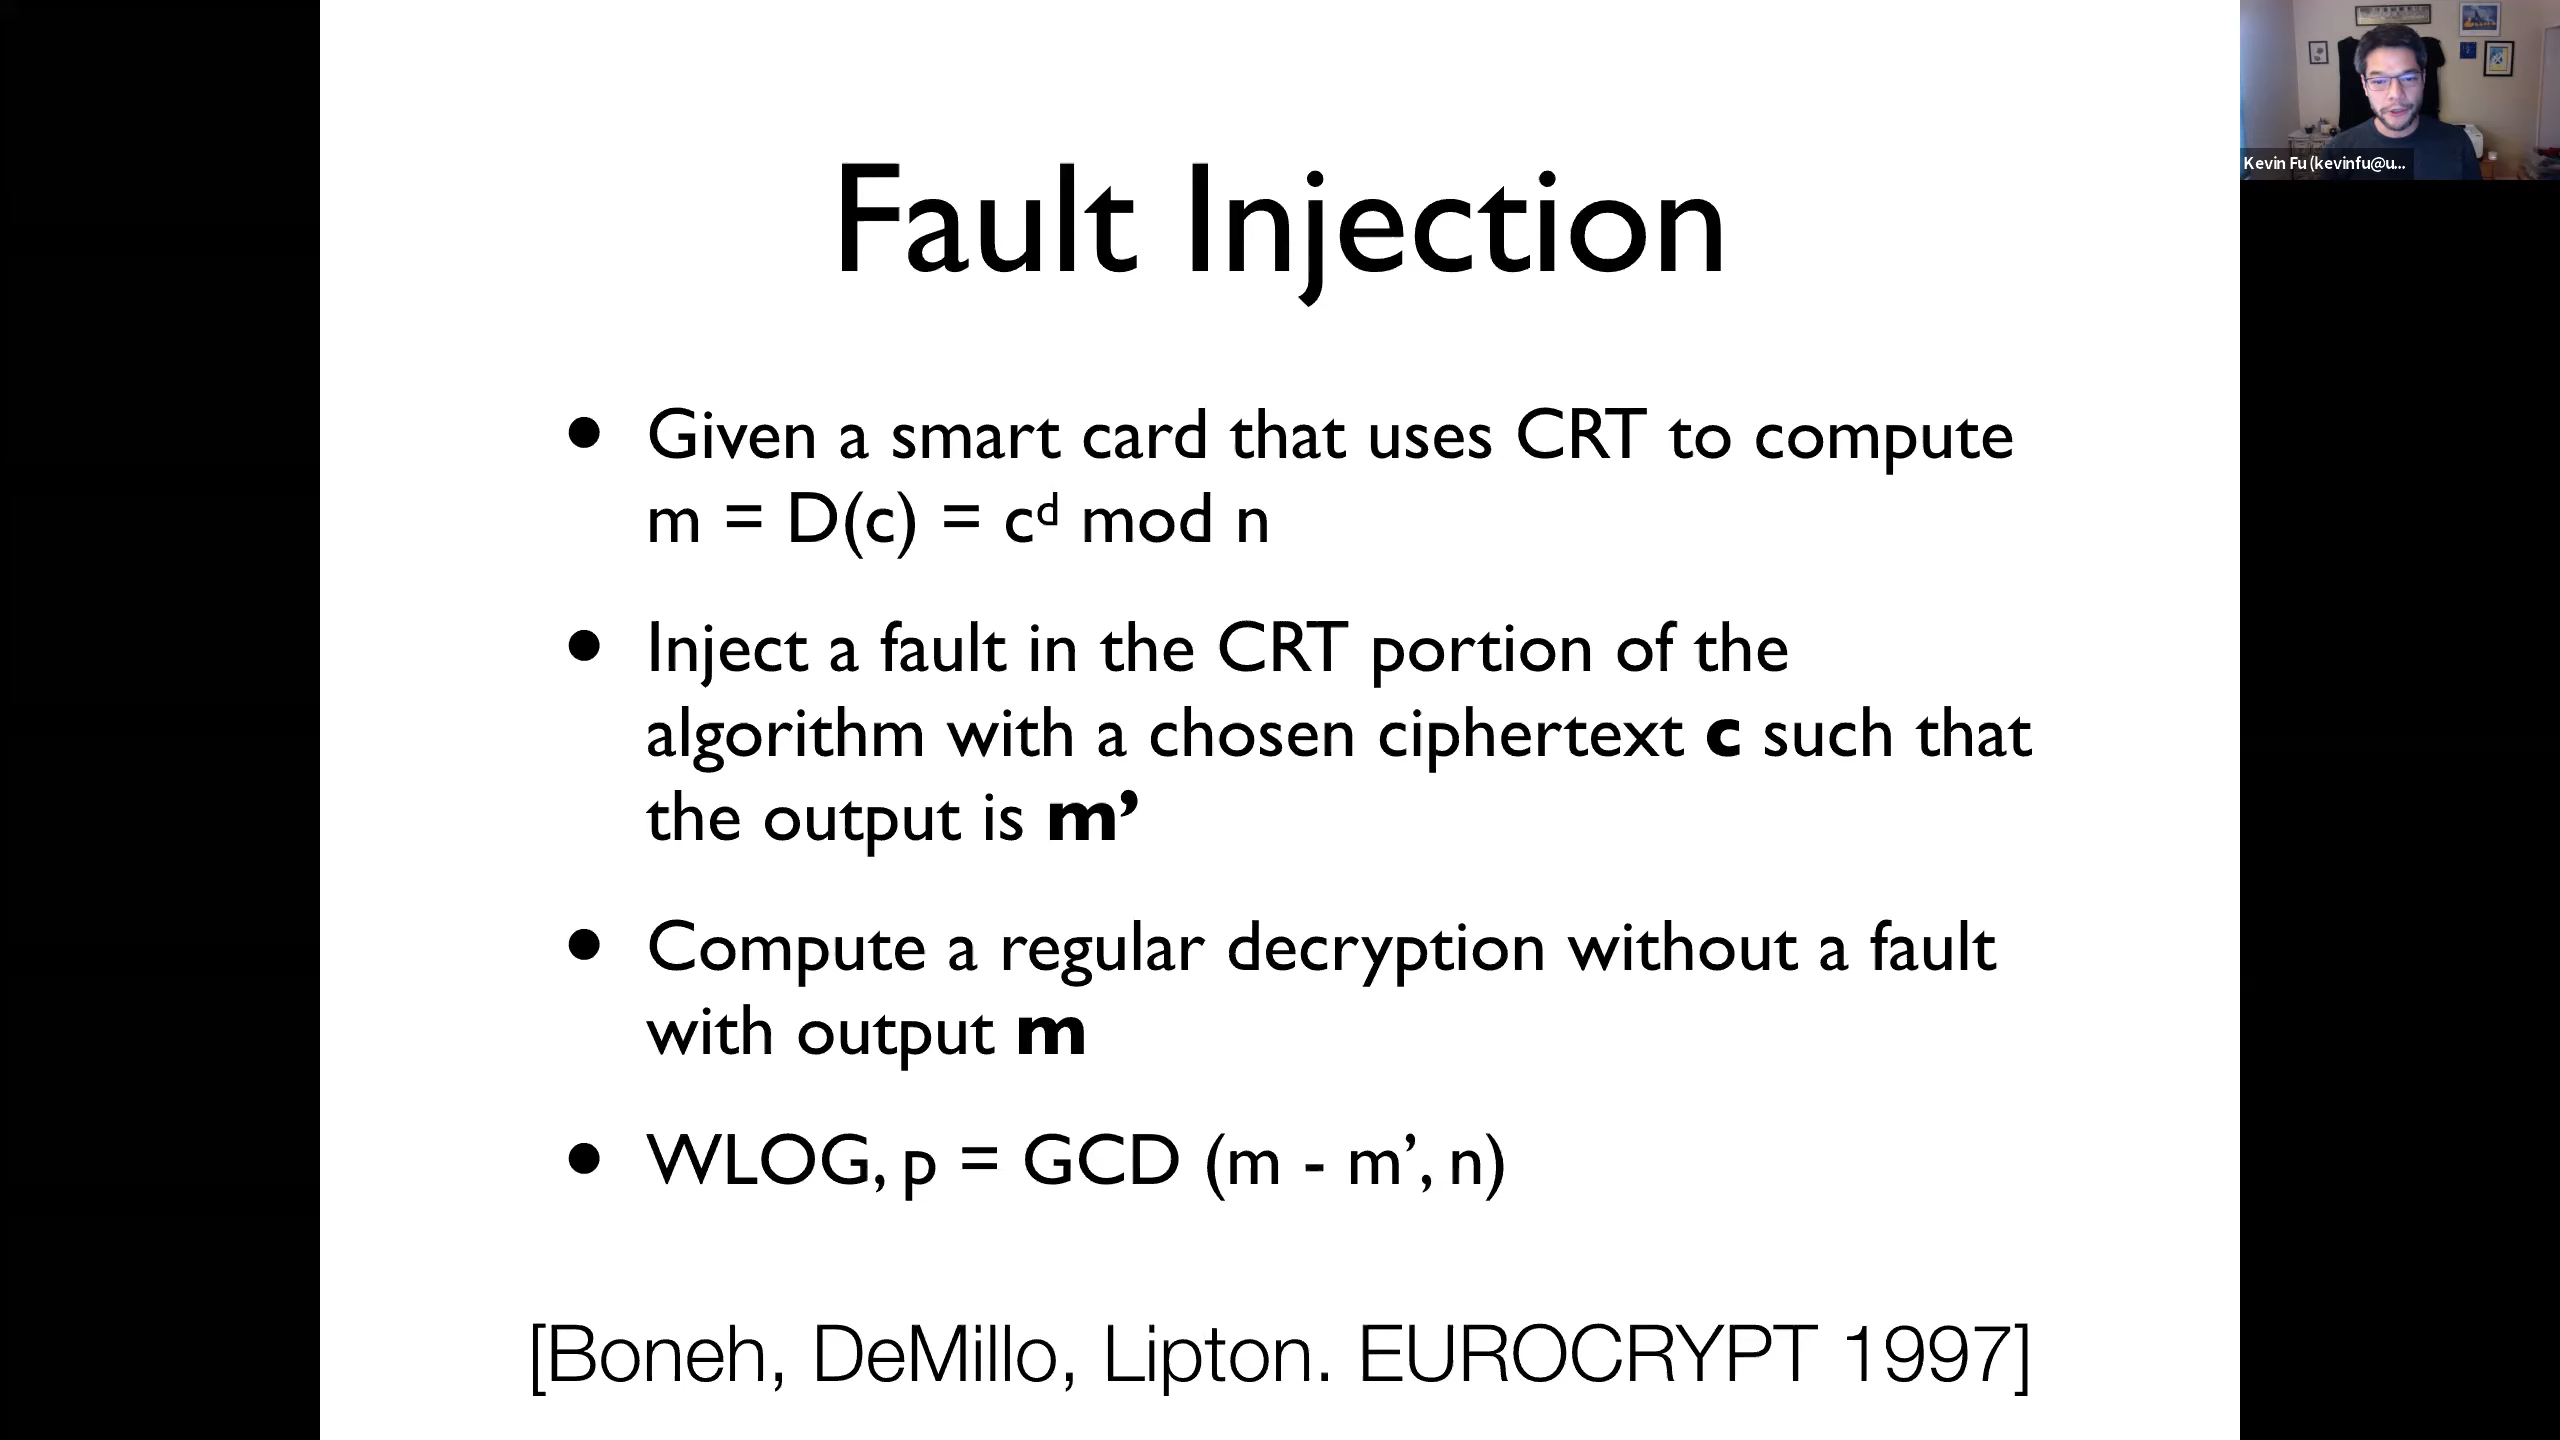 Fault Injection
• Given a smart card that uses CRT to compute
m = D(c) = cᵈ mod n
• Inject a fault in the CRT portion of the
algorithm with a chosen ciphertext c such that
the output is m’
• Compute a regular decryption without a fault
with output m
• WLOG, p = GCD (m - m’, n)
[Boneh, DeMillo, Lipton. EUROCRYPT 1997]
Kevin Fu (kevinfu@u...